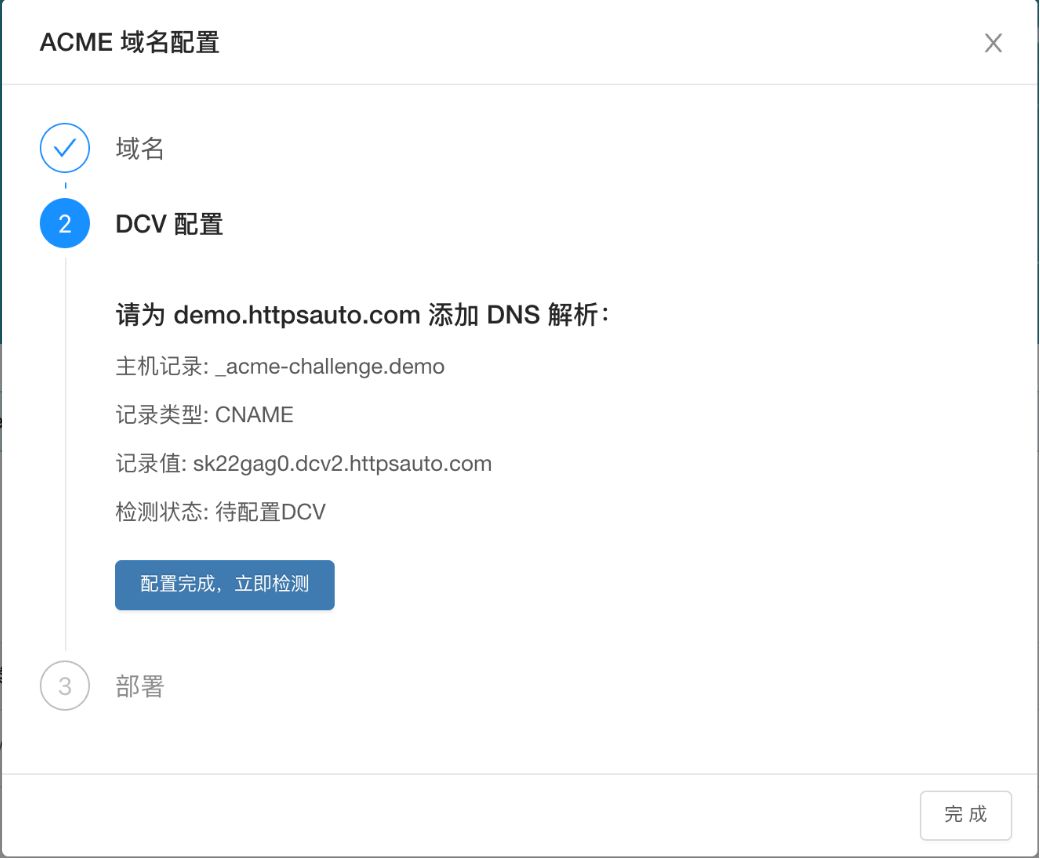 ACME 域名配置
域名
2 DCV 配置
请为 demo.httpsauto.com 添加 DNS 解析：
主机记录: _acme-challenge.demo
记录类型: CNAME
记录值: sk22gag0.dcv2.httpsauto.com
检测状态: 待配置DCV
配置完成，立即检测
3 部署
完 成